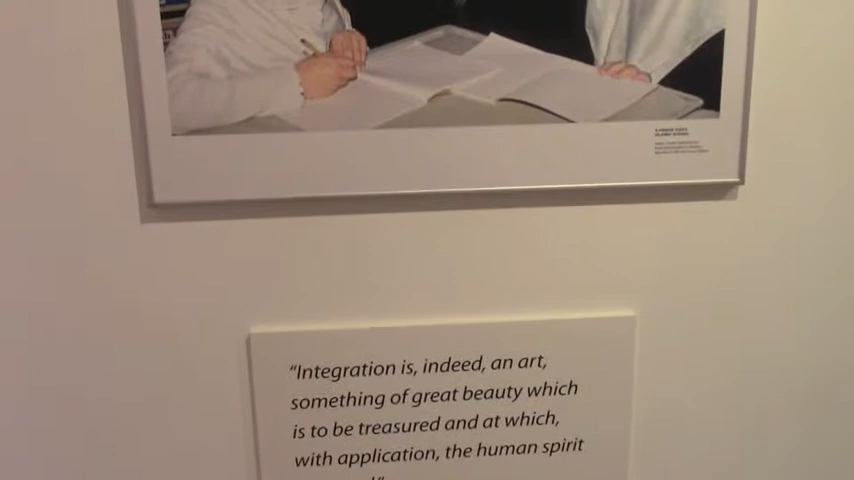 "Integration is, indeed, an art,
something of great beauty which
is to be treasured and at which,
with application, the human spirit